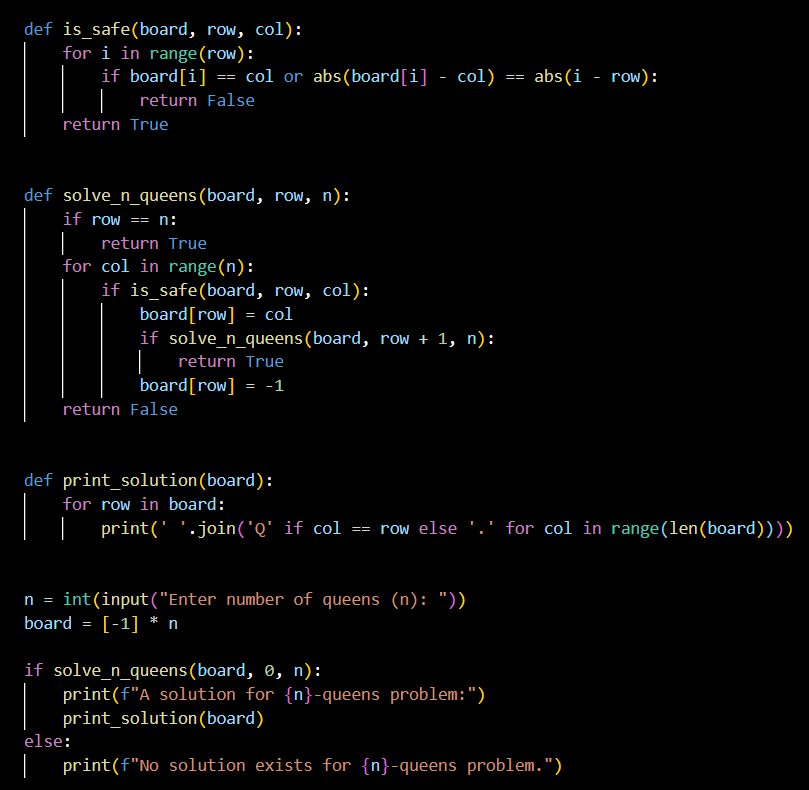 def is_safe(board, row, col):
    for i in range(row):
        if board[i] == col or abs(board[i] - col) == abs(i - row):
            return False
    return True


def solve_n_queens(board, row, n):
    if row == n:
        return True
    for col in range(n):
        if is_safe(board, row, col):
            board[row] = col
            if solve_n_queens(board, row + 1, n):
                return True
            board[row] = -1
    return False


def print_solution(board):
    for row in board:
        print(' '.join('Q' if col == row else '.' for col in range(len(board))))


n = int(input("Enter number of queens (n): "))
board = [-1] * n

if solve_n_queens(board, 0, n):
    print(f"A solution for {n}-queens problem:")
    print_solution(board)
else:
    print(f"No solution exists for {n}-queens problem.")